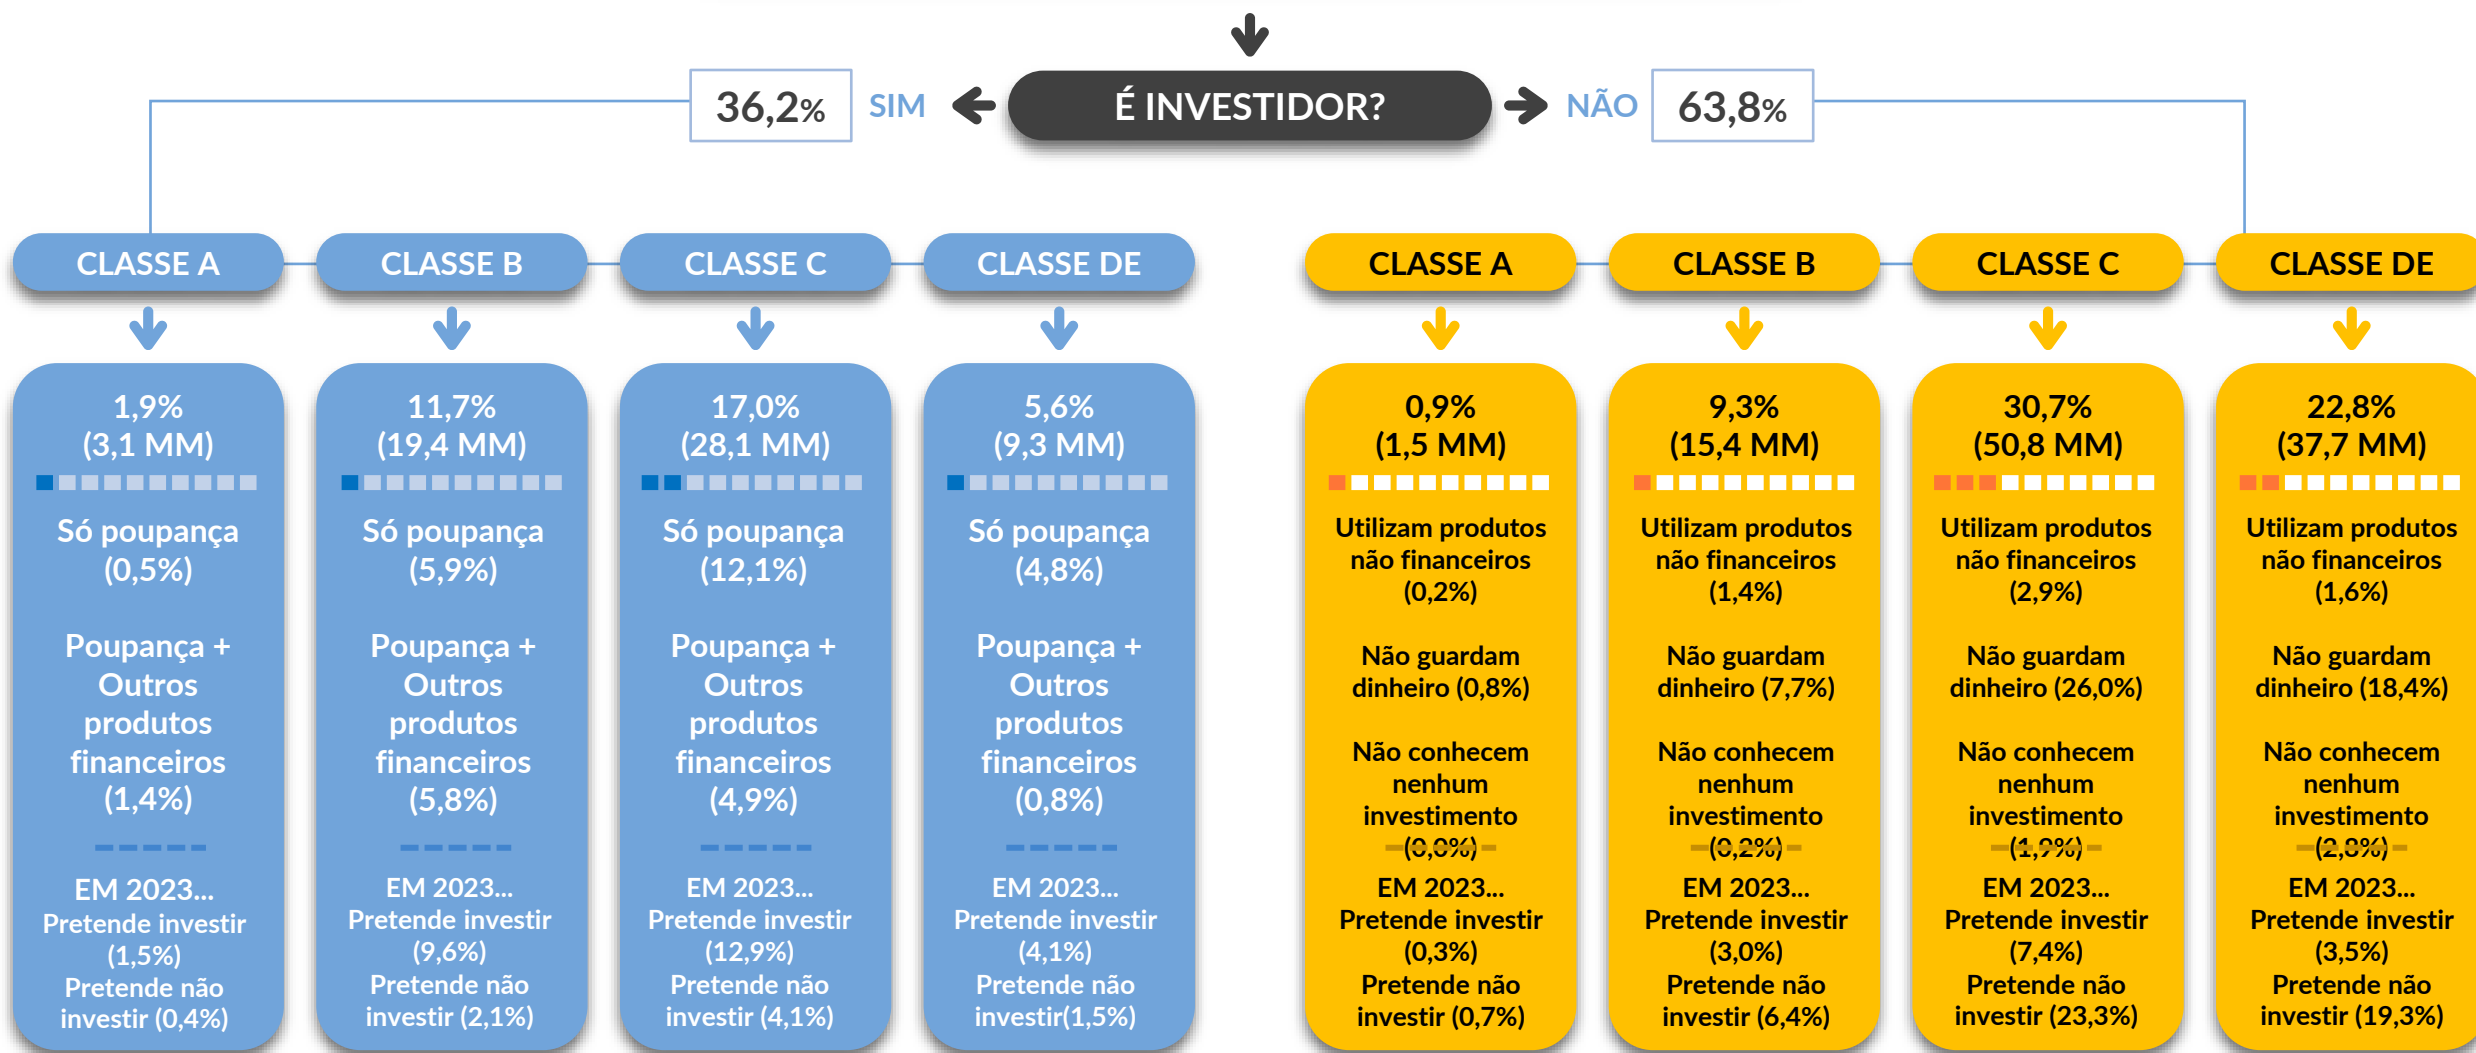 36,2%
SIM
É INVESTIDOR?
NÃO
63,8%
CLASSE A
1,9%
(3,1 MM)
Só poupança
(0,5%)
Poupança +
Outros
produtos
financeiros
(1,4%)
EM 2023...
Pretende investir
(1,5%)
Pretende não
investir (0,4%)
CLASSE B
11,7%
(19,4 MM)
Só poupança
(5,9%)
Poupança +
Outros
produtos
financeiros
(5,8%)
EM 2023...
Pretende investir
(9,6%)
Pretende não
investir (2,1%)
CLASSE C
17,0%
(28,1 MM)
Só poupança
(12,1%)
Poupança +
Outros
produtos
financeiros
(4,9%)
EM 2023...
Pretende investir
(12,9%)
Pretende não
investir (4,1%)
CLASSE DE
5,6%
(9,3 MM)
Só poupança
(4,8%)
Poupança +
Outros
produtos
financeiros
(0,8%)
EM 2023...
Pretende investir
(4,1%)
Pretende não
investir(1,5%)
CLASSE A
0,9%
(1,5 MM)
Utilizam produtos
não financeiros
(0,2%)
Não guardam
dinheiro (0,8%)
Não conhecem
nenhum
investimento
(0,0%)
EM 2023...
Pretende investir
(0,3%)
Pretende não
investir (0,7%)
CLASSE B
9,3%
(15,4 MM)
Utilizam produtos
não financeiros
(1,4%)
Não guardam
dinheiro (7,7%)
Não conhecem
nenhum
investimento
(0,2%)
EM 2023...
Pretende investir
(3,0%)
Pretende não
investir (6,4%)
CLASSE C
30,7%
(50,8 MM)
Utilizam produtos
não financeiros
(2,9%)
Não guardam
dinheiro (26,0%)
Não conhecem
nenhum
investimento
(1,9%)
EM 2023...
Pretende investir
(7,4%)
Pretende não
investir (23,3%)
CLASSE DE
22,8%
(37,7 MM)
Utilizam produtos
não financeiros
(1,6%)
Não guardam
dinheiro (18,4%)
Não conhecem
nenhum
investimento
(2,8%)
EM 2023...
Pretende investir
(3,5%)
Pretende não
investir (19,3%)